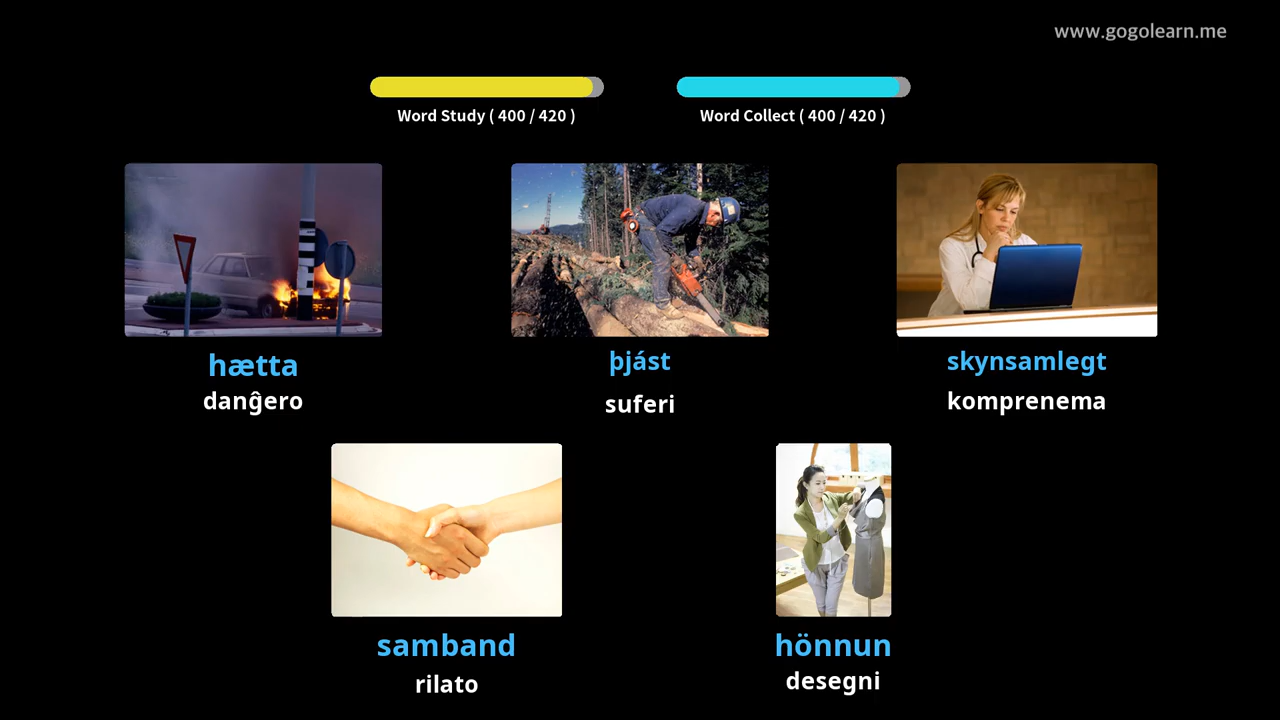 www.gogolearn.me
Word Study ( 400 / 420 )
Word Collect ( 400 / 420 )
hætta
danĝero
þjást
suferi
skynsamlegt
komprenema
samband
rilato
hönnun
desegni